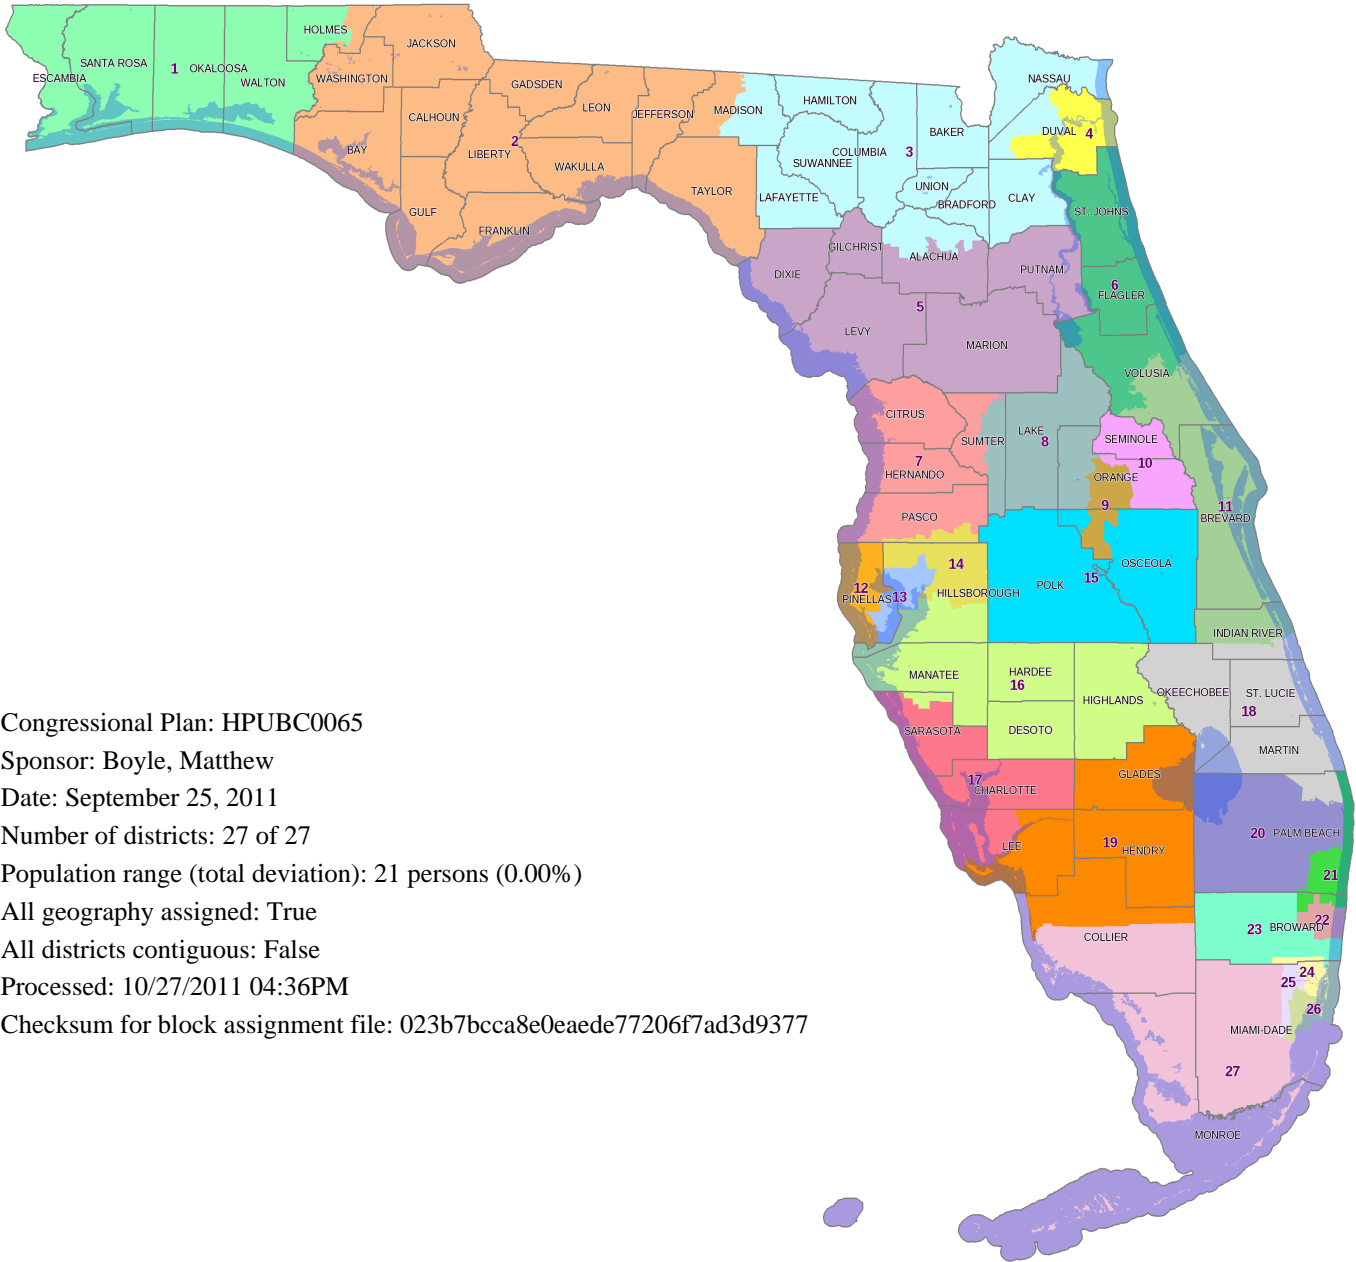 HOLMES
JACKSON
SANTA ROSA
1
OKALOOSA
ESCAMBIA
WALTON
WASHINGTON
GADSDEN
NASSAU
LEON
HAMILTON
JEFFERSON
MADISON
CALHOUN
BAKER
DUVAL
4
2
BAY
LIBERTY
WAKULLA
COLUMBIA
3
SUWANNEE
TAYLOR
LAFAYETTE
UNION
BRADFORD
CLAY
GULF
FRANKLIN
ST. JOHNS
GILCHRIST
ALACHUA
DIXIE
PUTNAM
6
FLAGLER
5
LEVY
MARION
VOLUSIA
CITRUS
LAKE
8
SUMTER
SEMINOLE
7
HERNANDO
10
ORANGE
9
11
BREVARD
PASCO
14
OSCEOLA
12
PINELLAS
13
HILLSBOROUGH
POLK
15
INDIAN RIVER
MANATEE
HARDEE
16
HIGHLANDS
OKEECHOBEE
ST. LUCIE
18
Congressional Plan: HPUBC0065
SARASOTA
DESOTO
MARTIN
Sponsor: Boyle, Matthew
17
CHARLOTTE
GLADES
Date: September 25, 2011
Number of districts: 27 of 27
20
PALM BEACH
LEE
19
HENDRY
Population range (total deviation): 21 persons (0.00%)
21
All geography assigned: True
22
23
BROWARD
COLLIER
All districts contiguous: False
24
25
Processed: 10/27/2011 04:36PM
26
Checksum for block assignment file: 023b7bcca8e0eaede77206f7ad3d9377
MIAMI-DADE
27
MONROE